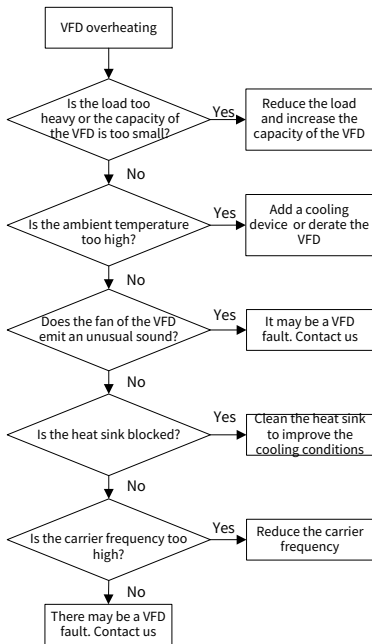 VFD overheating
Is the load too
heavy or the capacity of
the VFD is too small?
Yes
Reduce the load
and increase the
capacity of the VFD
No
Is the ambient temperature
too high?
Yes
Add a cooling
device or derate the
VFD
No
Does the fan of the VFD
emit an unusual sound?
Yes
It may be a VFD
fault. Contact us
No
Is the heat sink blocked?
Yes
Clean the heat sink
to improve the
cooling conditions
No
Is the carrier frequency too
high?
Yes
Reduce the carrier
frequency
No
There may be a VFD
fault. Contact us